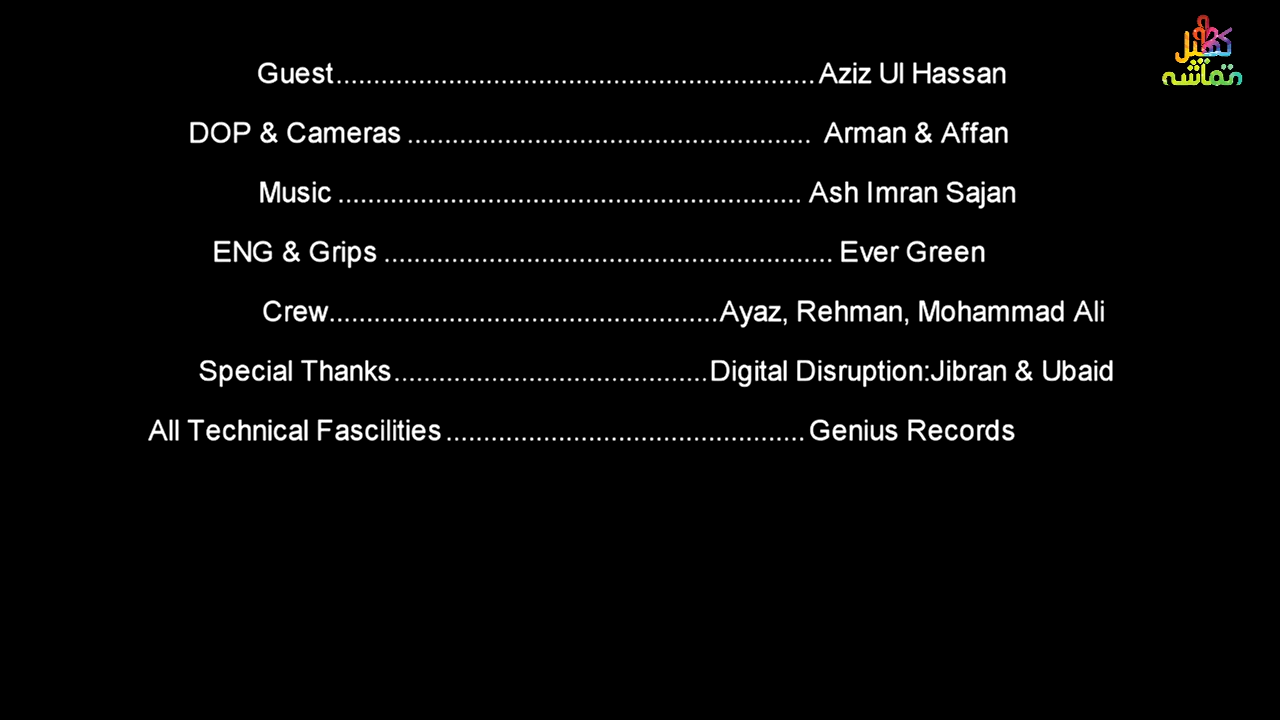 کھیل
تماشہ
Guest................................................................ Aziz Ul Hassan
DOP & Cameras ...................................................... Arman & Affan
Music .............................................................. Ash Imran Sajan
ENG & Grips ............................................................ Ever Green
Crew....................................................Ayaz, Rehman, Mohammad Ali
Special Thanks..........................................Digital Disruption:Jibran & Ubaid
All Technical Fascilities ................................................ Genius Records